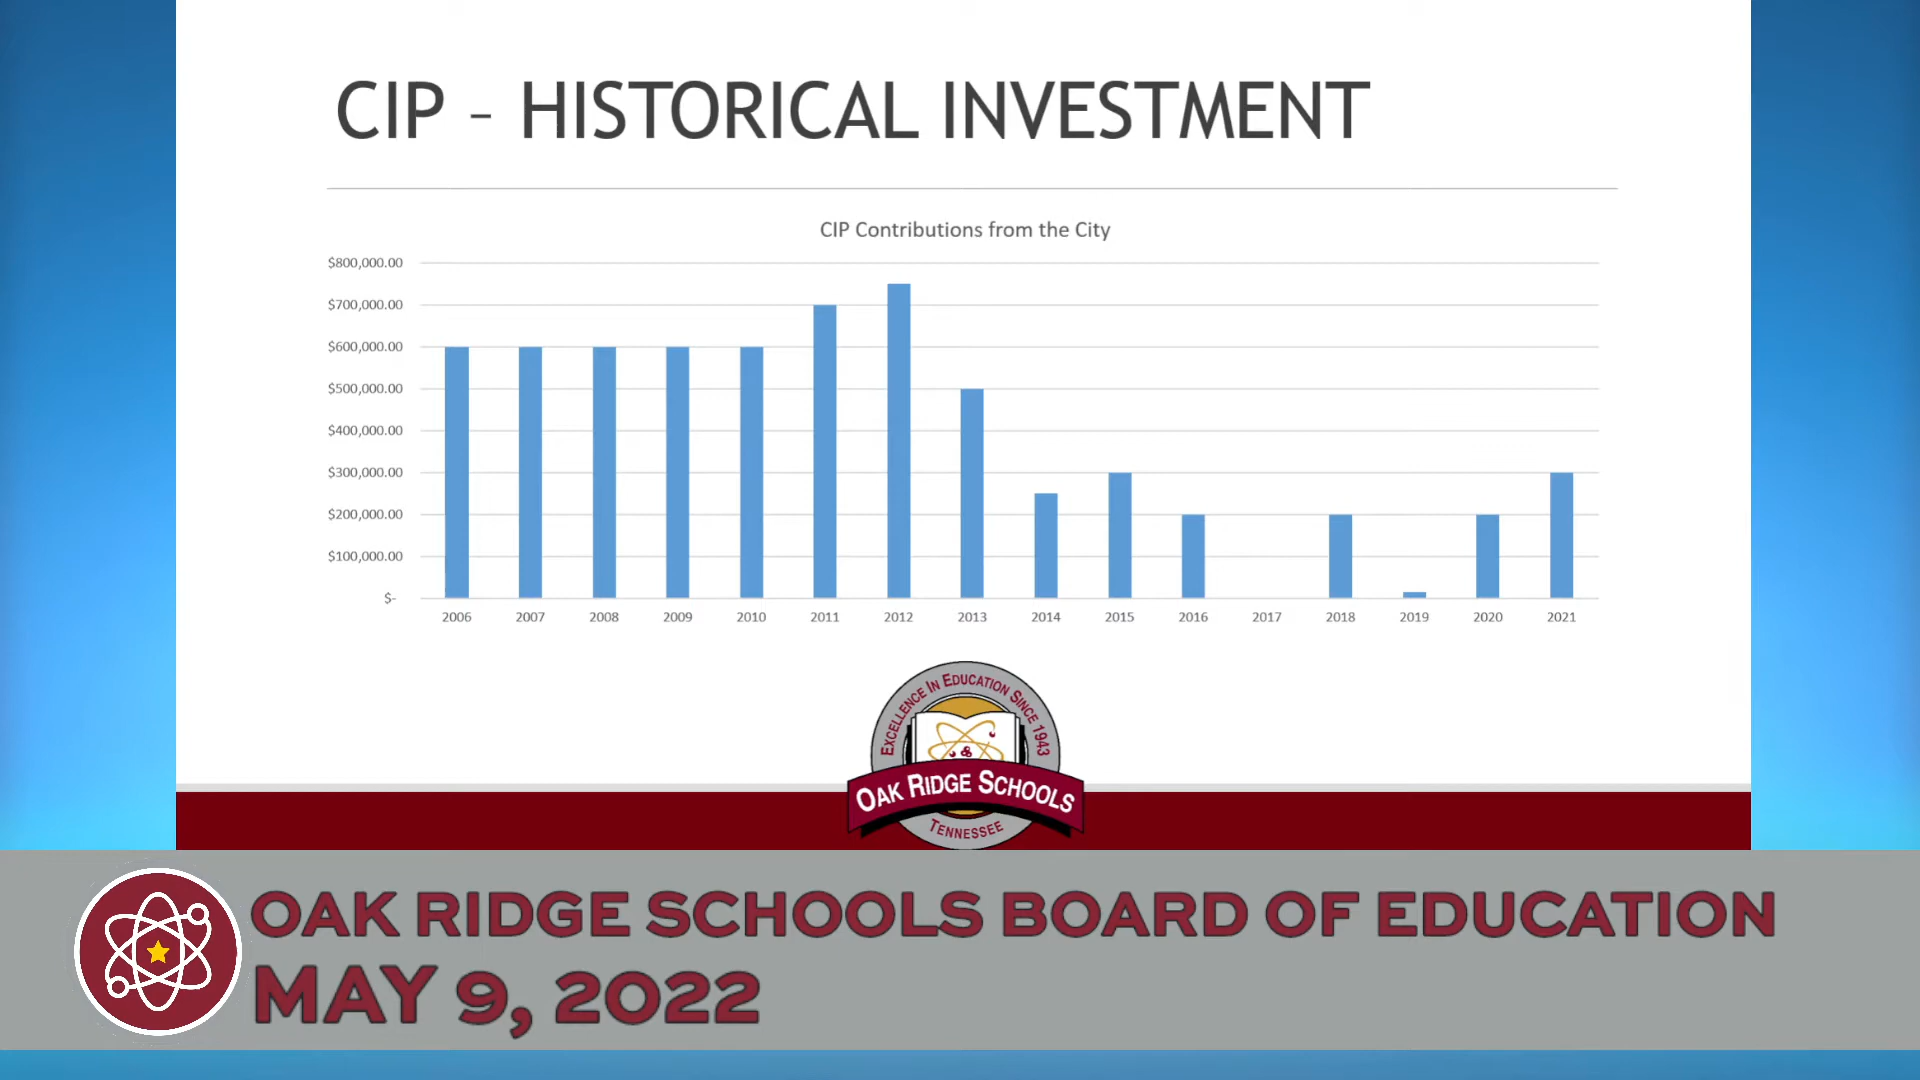 CIP – HISTORICAL INVESTMENT
CIP Contributions from the City
$800,000.00
$700,000.00
$600,000.00
$500,000.00
$400,000.00
$300,000.00
$200,000.00
$100,000.00
$-
2006 2007 2008 2009 2010 2011 2012 2013 2014 2015 2016 2017 2018 2019 2020 2021
EXCELLENCE IN EDUCATION SINCE 1943
OAK RIDGE SCHOOLS
TENNESSEE
OAK RIDGE SCHOOLS BOARD OF EDUCATION
MAY 9, 2022